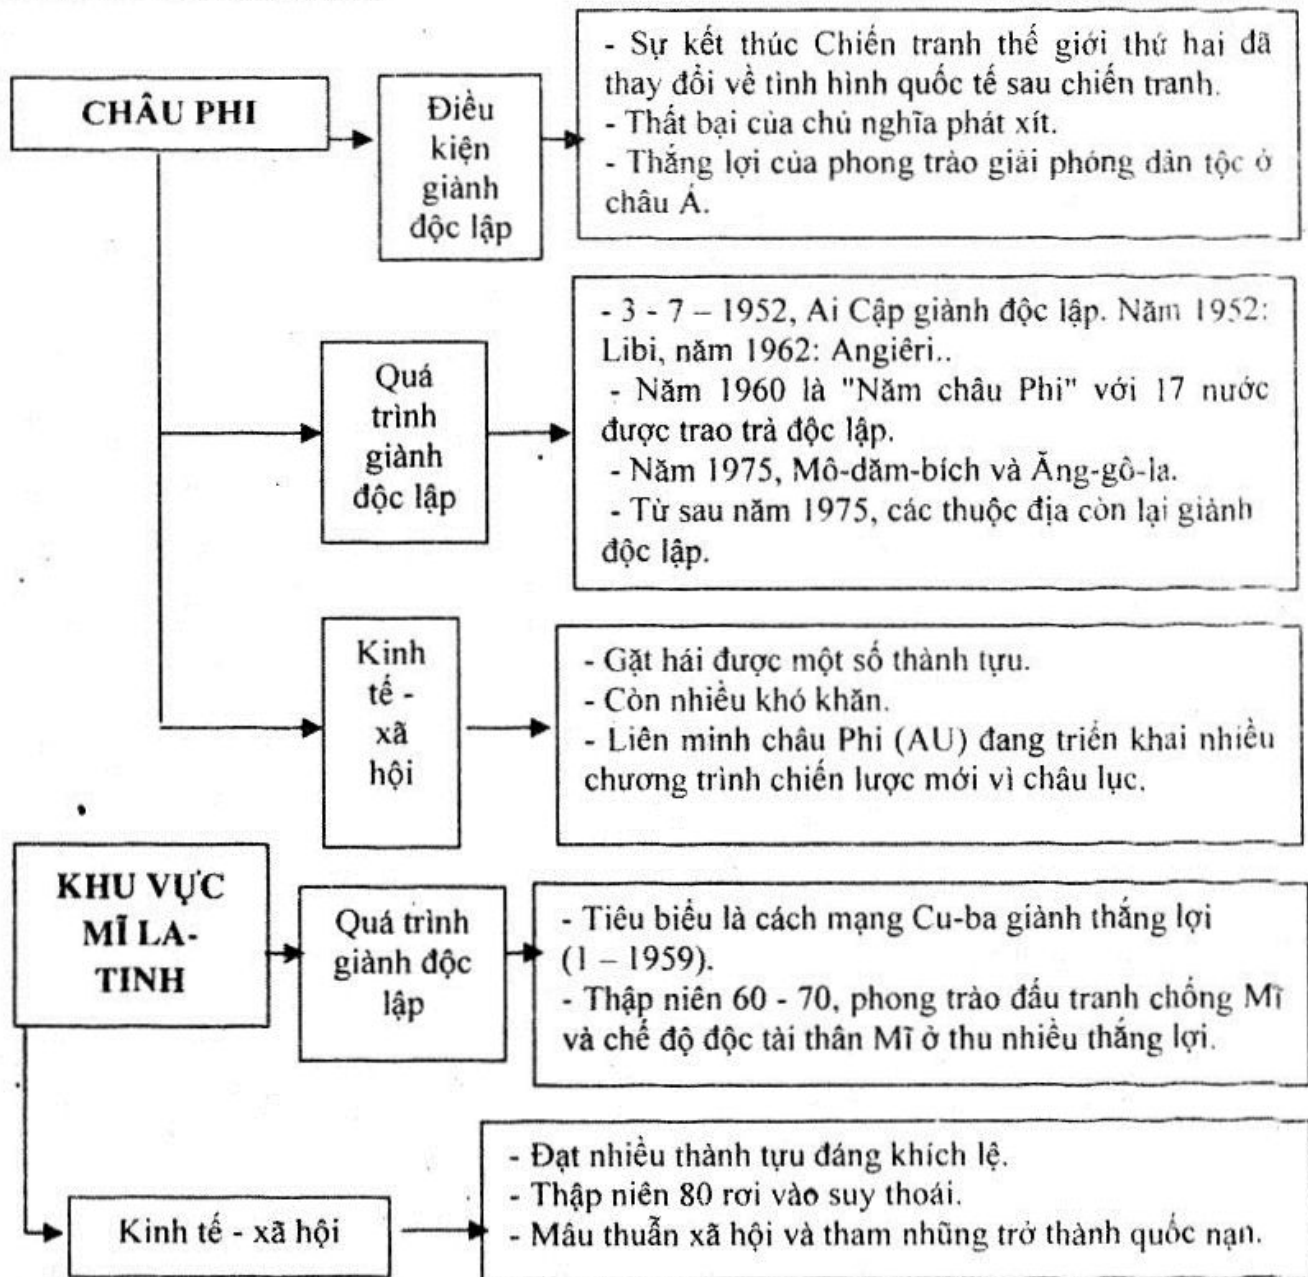 CHÂU PHI
Điều
kiện
giành
độc lập
- Sự kết thúc Chiến tranh thế giới thứ hai đã
thay đổi về tình hình quốc tế sau chiến tranh.
- Thất bại của chủ nghĩa phát xít.
- Thắng lợi của phong trào giải phóng dân tộc ở
châu Á.
Quá
trình
giành
độc lập
- 3 - 7 – 1952, Ai Cập giành độc lập. Năm 1952:
Libi, năm 1962: Angiêri..
- Năm 1960 là "Năm châu Phi" với 17 nước
được trao trả độc lập.
- Năm 1975, Mô-dăm-bích và Ăng-gô-la.
- Từ sau năm 1975, các thuộc địa còn lại giành
độc lập.
Kinh
tế -
xã
hội
- Gặt hái được một số thành tựu.
- Còn nhiều khó khăn.
- Liên minh châu Phi (AU) đang triển khai nhiều
chương trình chiến lược mới vì châu lục.
KHU VỰC
MĨ LA-
TINH
Quá trình
giành độc
lập
- Tiêu biểu là cách mạng Cu-ba giành thắng lợi
(1 – 1959).
- Thập niên 60 - 70, phong trào đấu tranh chống Mĩ
và chế độ độc tài thân Mĩ ở thu nhiều thắng lợi.
Kinh tế - xã hội
- Đạt nhiều thành tựu đáng khích lệ.
- Thập niên 80 rơi vào suy thoái.
- Mâu thuẫn xã hội và tham nhũng trở thành quốc nạn.